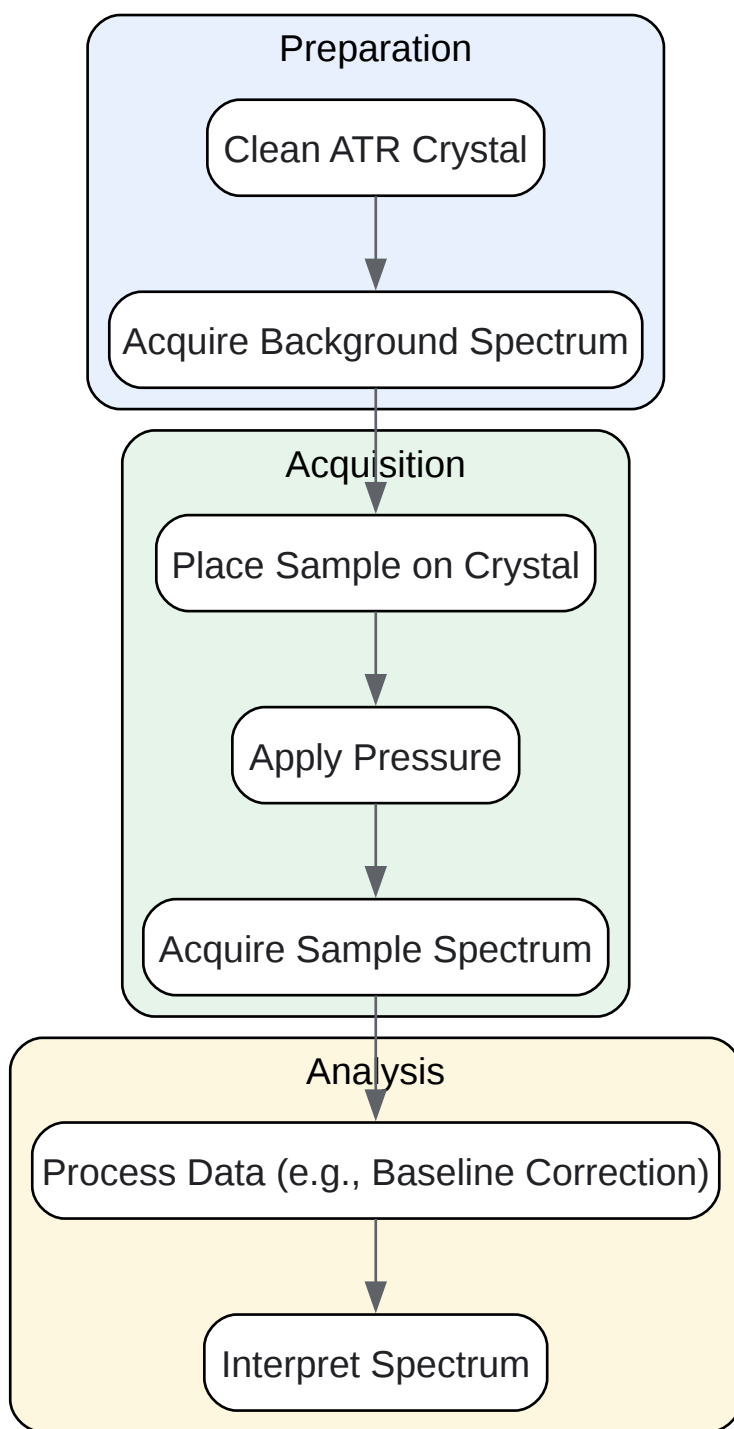 Preparation
Clean ATR Crystal
Acquire Background Spectrum
Acquisition
Place Sample on Crystal
Apply Pressure
Acquire Sample Spectrum
Analysis
Process Data (e.g., Baseline Correction)
Interpret Spectrum